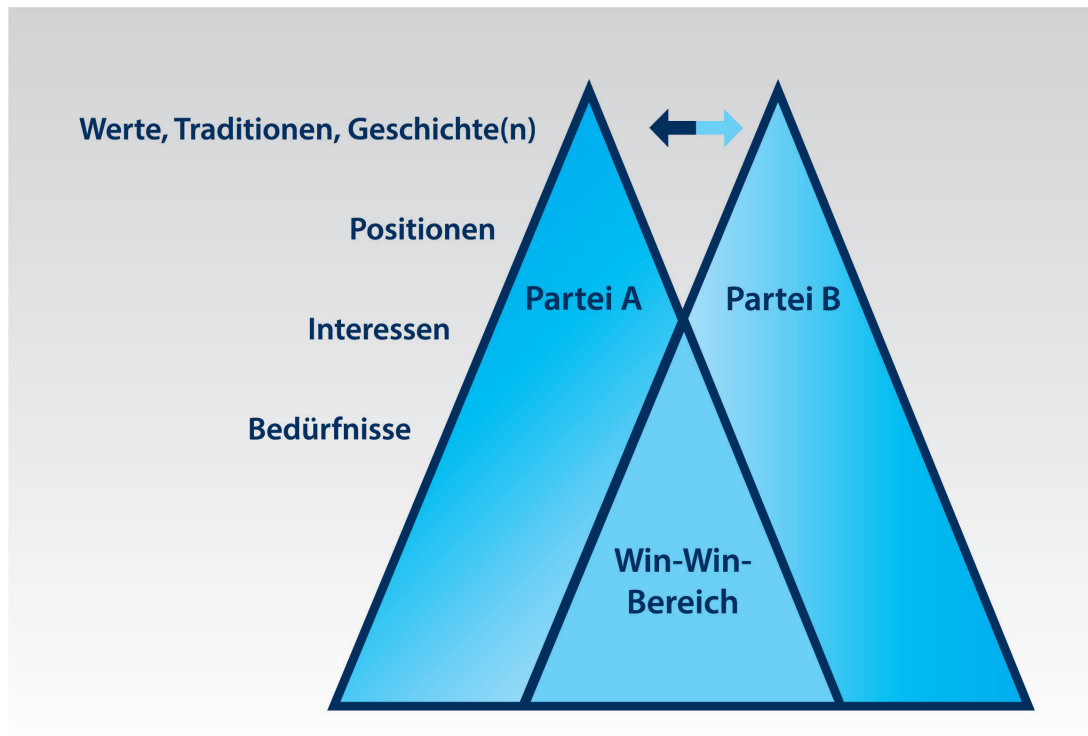 Werte, Traditionen, Geschichte(n)
Positionen
Partei A
Partei B
Interessen
Bedürfnisse
Win-Win-
Bereich